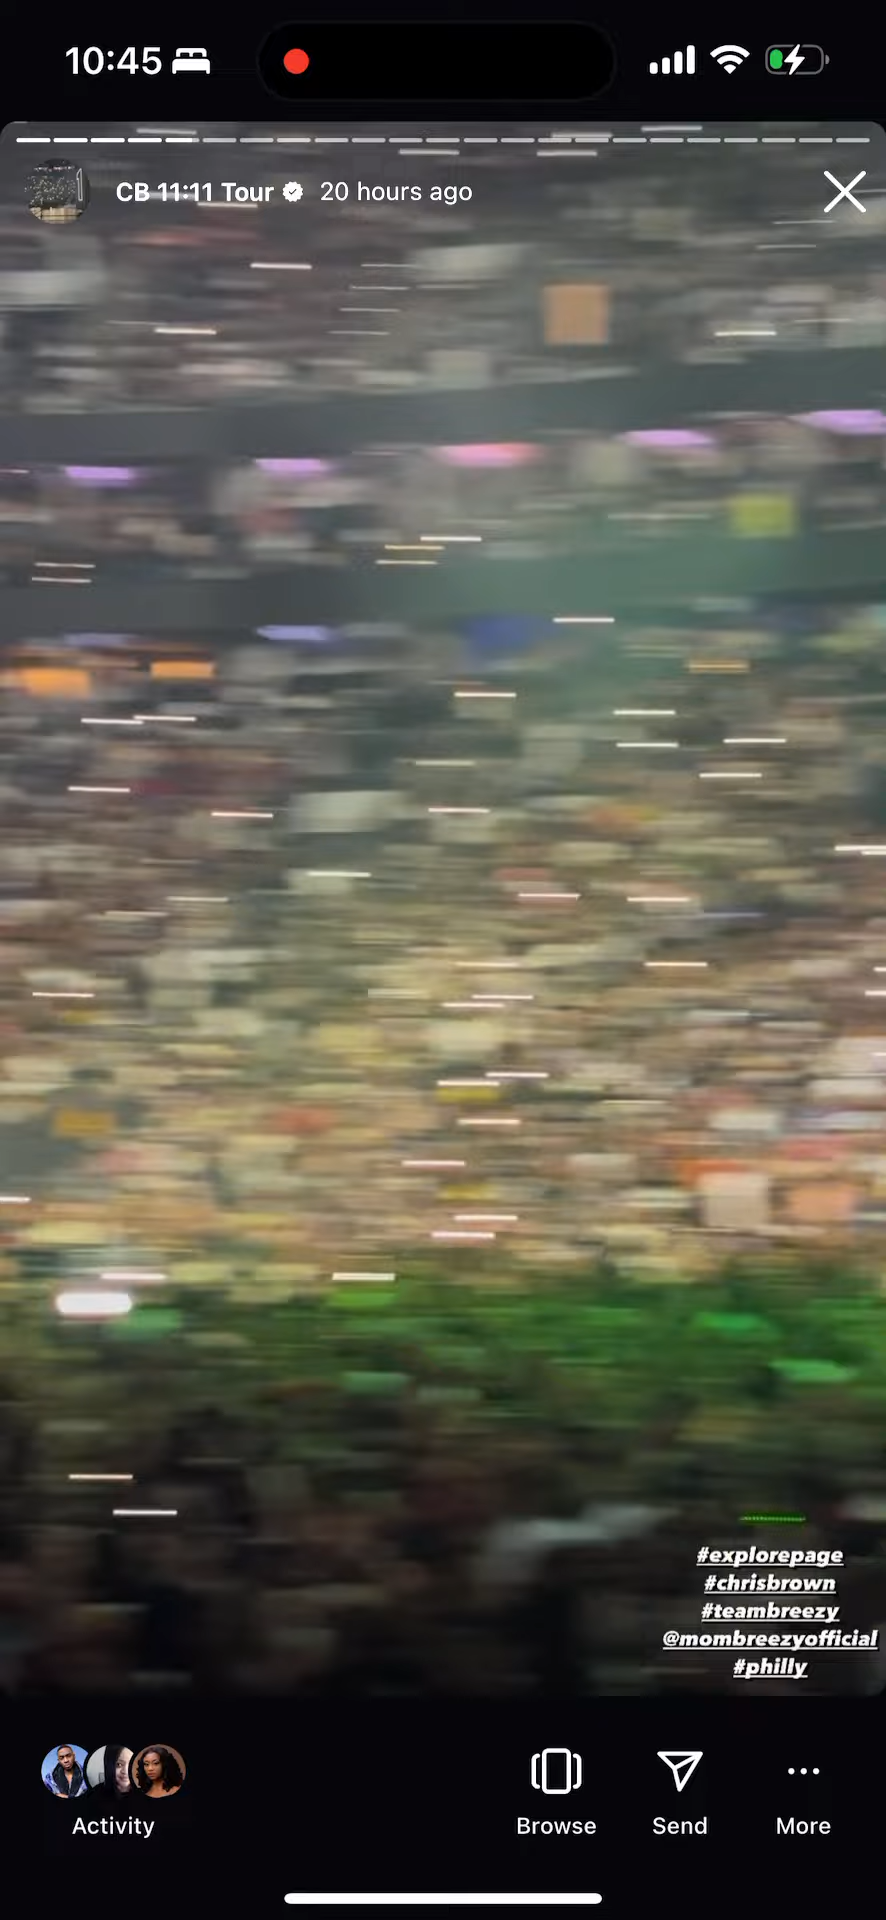 10:45
CB 11:11 Tour 20 hours ago
#explorepage
#chrisbrown
#teambreezy
@mombreezyofficial
#philly
Activity
Browse
Send
More